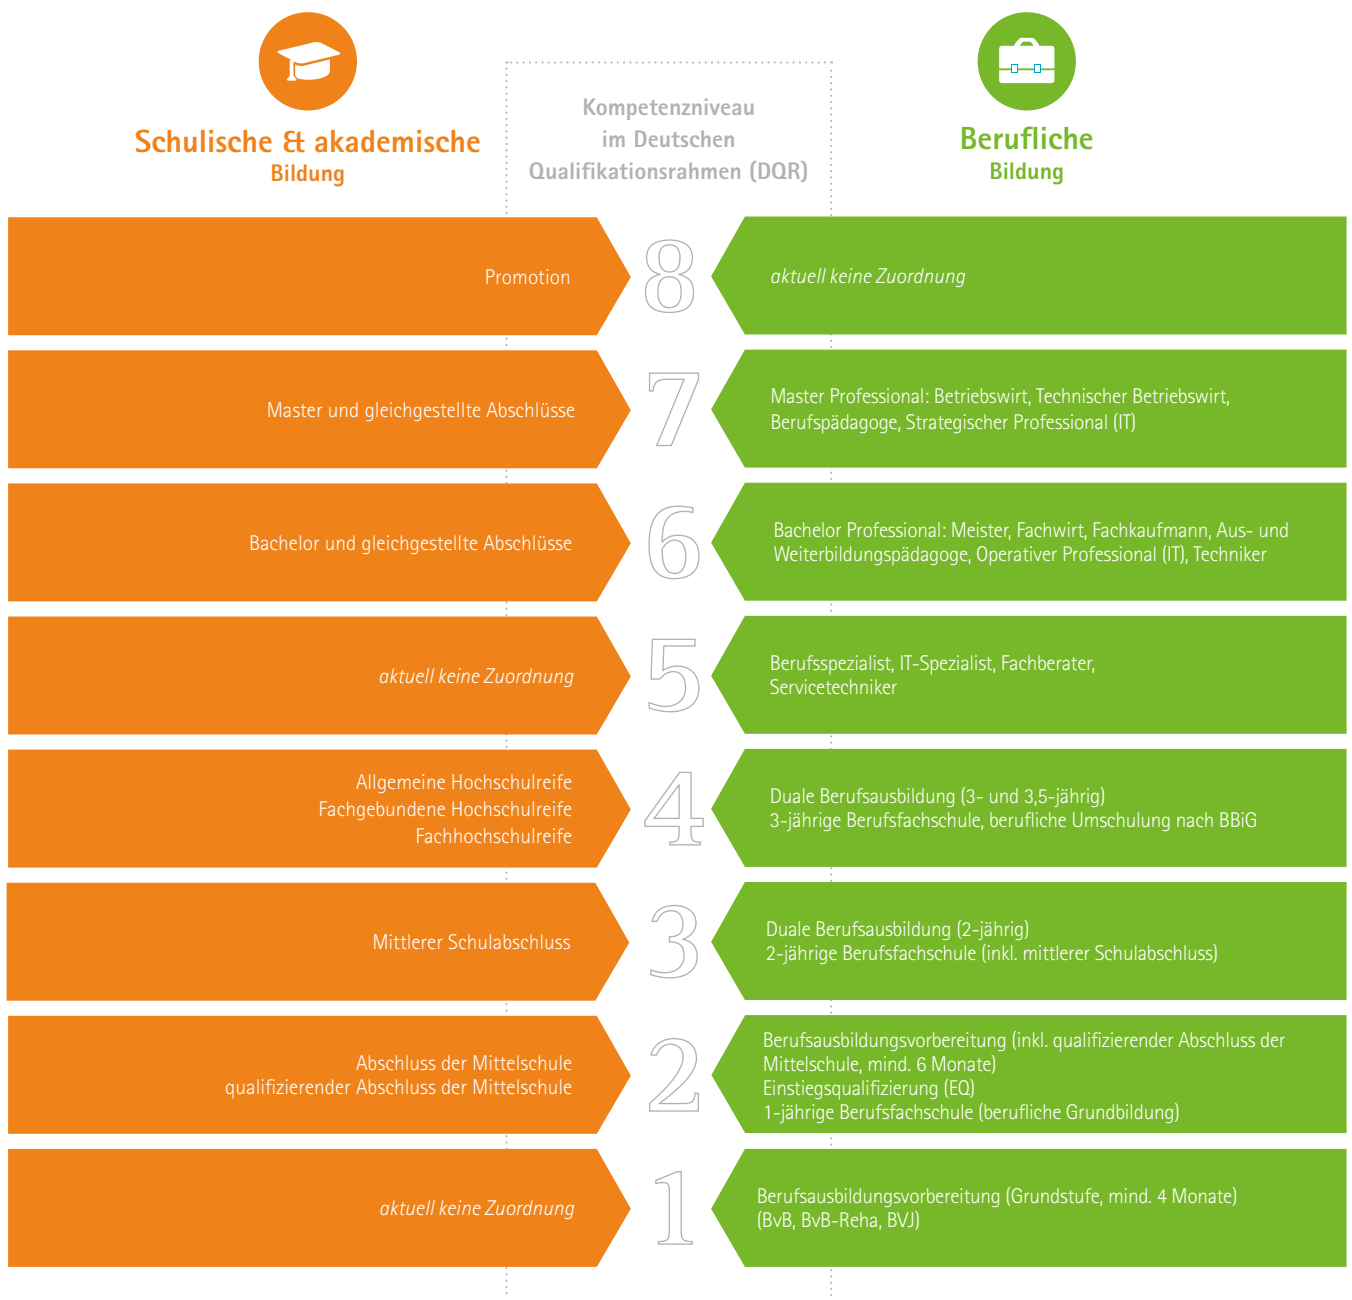 Schulische & akademische
Bildung
Kompetenzniveau
im Deutschen
Qualifikationsrahmen (DQR)
Berufliche
Bildung
Promotion
8
aktuell keine Zuordnung
Master und gleichgestellte Abschlüsse
7
Master Professional: Betriebswirt, Technischer Betriebswirt,
Berufspädagoge, Strategischer Professional (IT)
Bachelor und gleichgestellte Abschlüsse
6
Bachelor Professional: Meister, Fachwirt, Fachkaufmann, Aus- und
Weiterbildungspädagoge, Operativer Professional (IT), Techniker
aktuell keine Zuordnung
5
Berufsspezialist, IT-Spezialist, Fachberater,
Servicetechniker
Allgemeine Hochschulreife
Fachgebundene Hochschulreife
Fachhochschulreife
4
Duale Berufsausbildung (3- und 3,5-jährig)
3-jährige Berufsfachschule, berufliche Umschulung nach BBiG
Mittlerer Schulabschluss
3
Duale Berufsausbildung (2-jährig)
2-jährige Berufsfachschule (inkl. mittlerer Schulabschluss)
Abschluss der Mittelschule
qualifizierender Abschluss der Mittelschule
2
Berufsausbildungsvorbereitung (inkl. qualifizierender Abschluss der
Mittelschule, mind. 6 Monate)
Einstiegsqualifizierung (EQ)
1-jährige Berufsfachschule (berufliche Grundbildung)
aktuell keine Zuordnung
1
Berufsausbildungsvorbereitung (Grundstufe, mind. 4 Monate)
(BvB, BvB-Reha, BVJ)